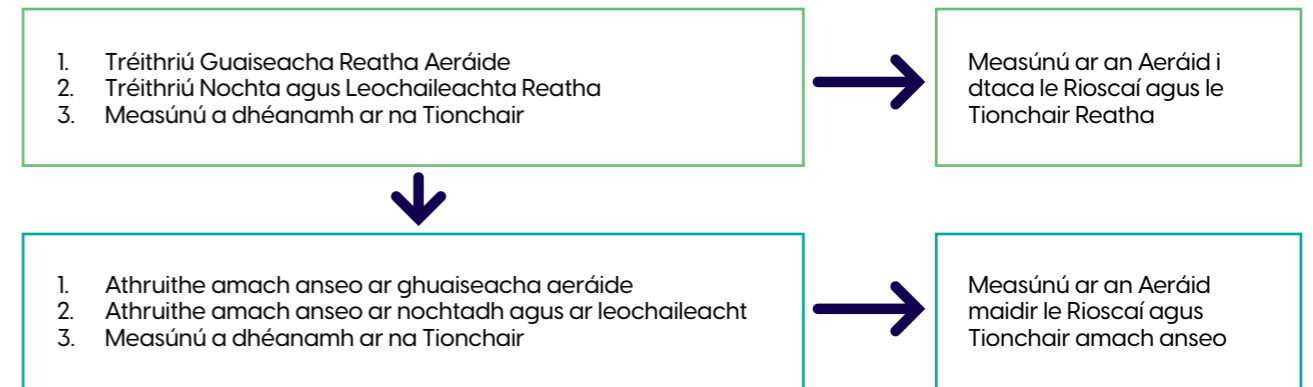 1. Tréithriú Guaiseacha Reatha Aeráide
2. Tréithriú Nochta agus Leochaileachta Reatha
3. Measúnú a dhéanamh ar na Tionchair
Measúnú ar an Aeráid i
dtaca le Rioscaí agus le
Tionchair Reatha
1. Athruithe amach anseo ar ghuaiseacha aeráide
2. Athruithe amach anseo ar nochtadh agus ar leochaileacht
3. Measúnú a dhéanamh ar na Tionchair
Measúnú ar an Aeráid
maidir le Rioscaí agus
Tionchair amach anseo